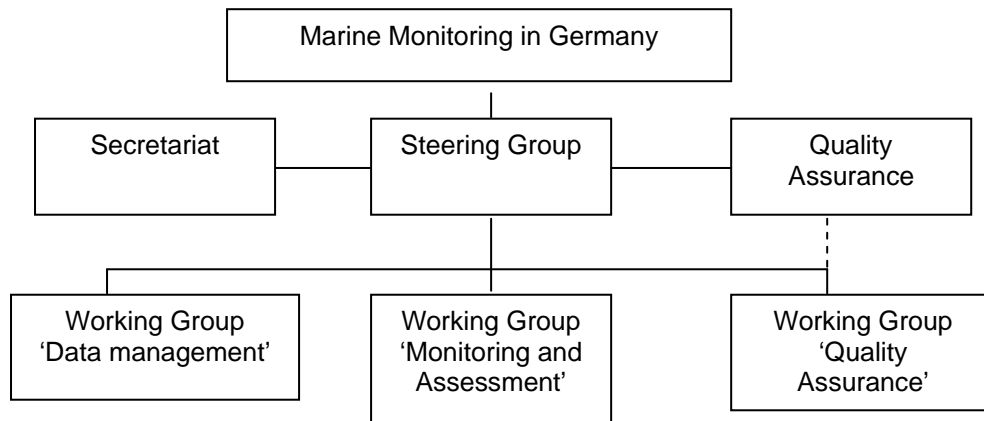 Marine Monitoring in Germany
Secretariat
Steering Group
Quality
Assurance
Working Group
‘Data management’
Working Group
‘Monitoring and
Assessment’
Working Group
‘Quality
Assurance’